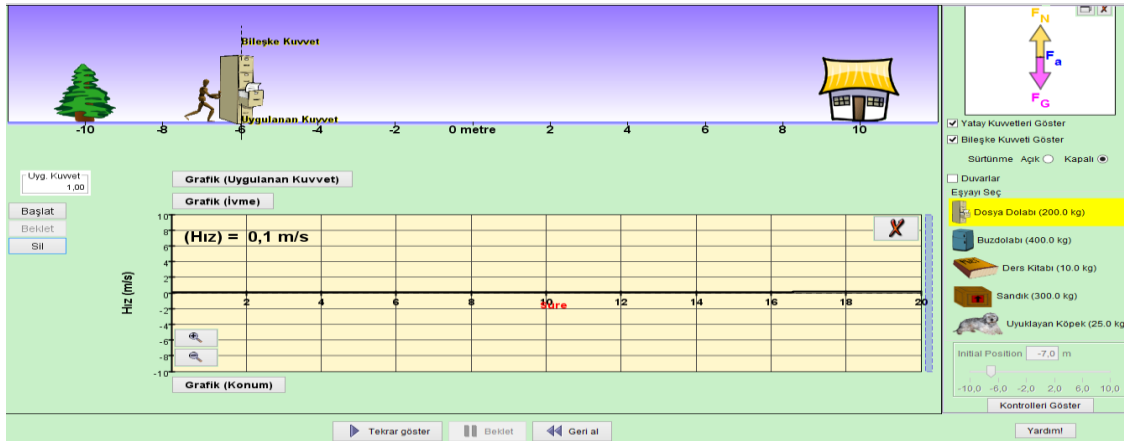 Bileşke Kuvvet
Uygulanan Kuvvet
-10 -8 -6 -4 -2 0 metre 2 4 6 8 10
Uyg. Kuvvet
1,00
Başlat
Beklet
Sil
Grafik (Uygulanan Kuvvet)
Grafik (İvme)
(Hız) = 0,1 m/s
Hız (m/s)
10
8
6
4
2
0
-2
-4
-6
-8
-10
2 4 6 8 10 12 14 16 18 20
Süre
Grafik (Konum)
Tekrar göster
Beklet
Geri al
F_N
F_a
F_G
Yatay Kuvvetleri Göster
Bileşke Kuvveti Göster
Sürtünme Açık Kapalı
Duvarlar
Eşyayı Seç
Dosya Dolabı (200.0 kg)
Buzdolabı (400.0 kg)
Ders Kitabı (10.0 kg)
Sandık (300.0 kg)
Uyuklayan Köpek (25.0 kg
Initial Position -7,0 m
-10,0 -6,0 -2,0 2,0 6,0 10,0
Kontrolleri Göster
Yardım!